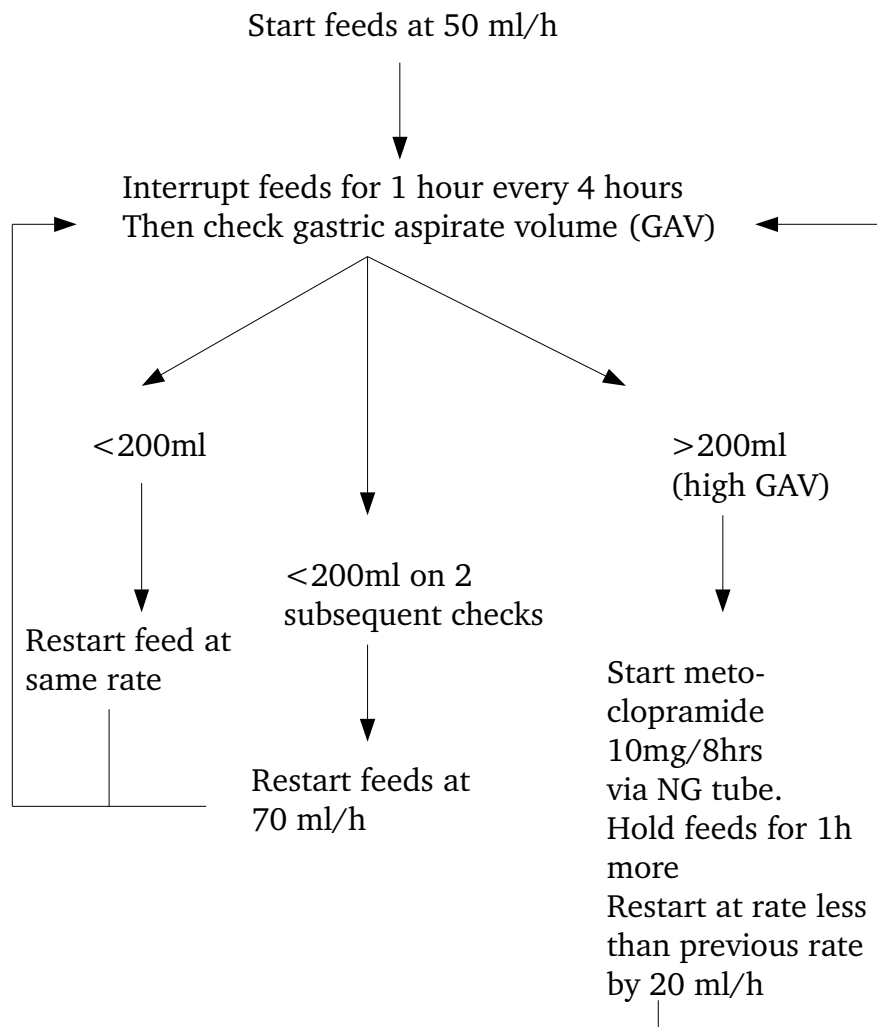 Start feeds at 50 ml/h
Interrupt feeds for 1 hour every 4 hours
Then check gastric aspirate volume (GAV)
<200ml
Restart feed at
same rate
<200ml on 2
subsequent checks
Restart feeds at
70 ml/h
>200ml
(high GAV)
Start meto-
clopramide
10mg/8hrs
via NG tube.
Hold feeds for 1h
more
Restart at rate less
than previous rate
by 20 ml/h